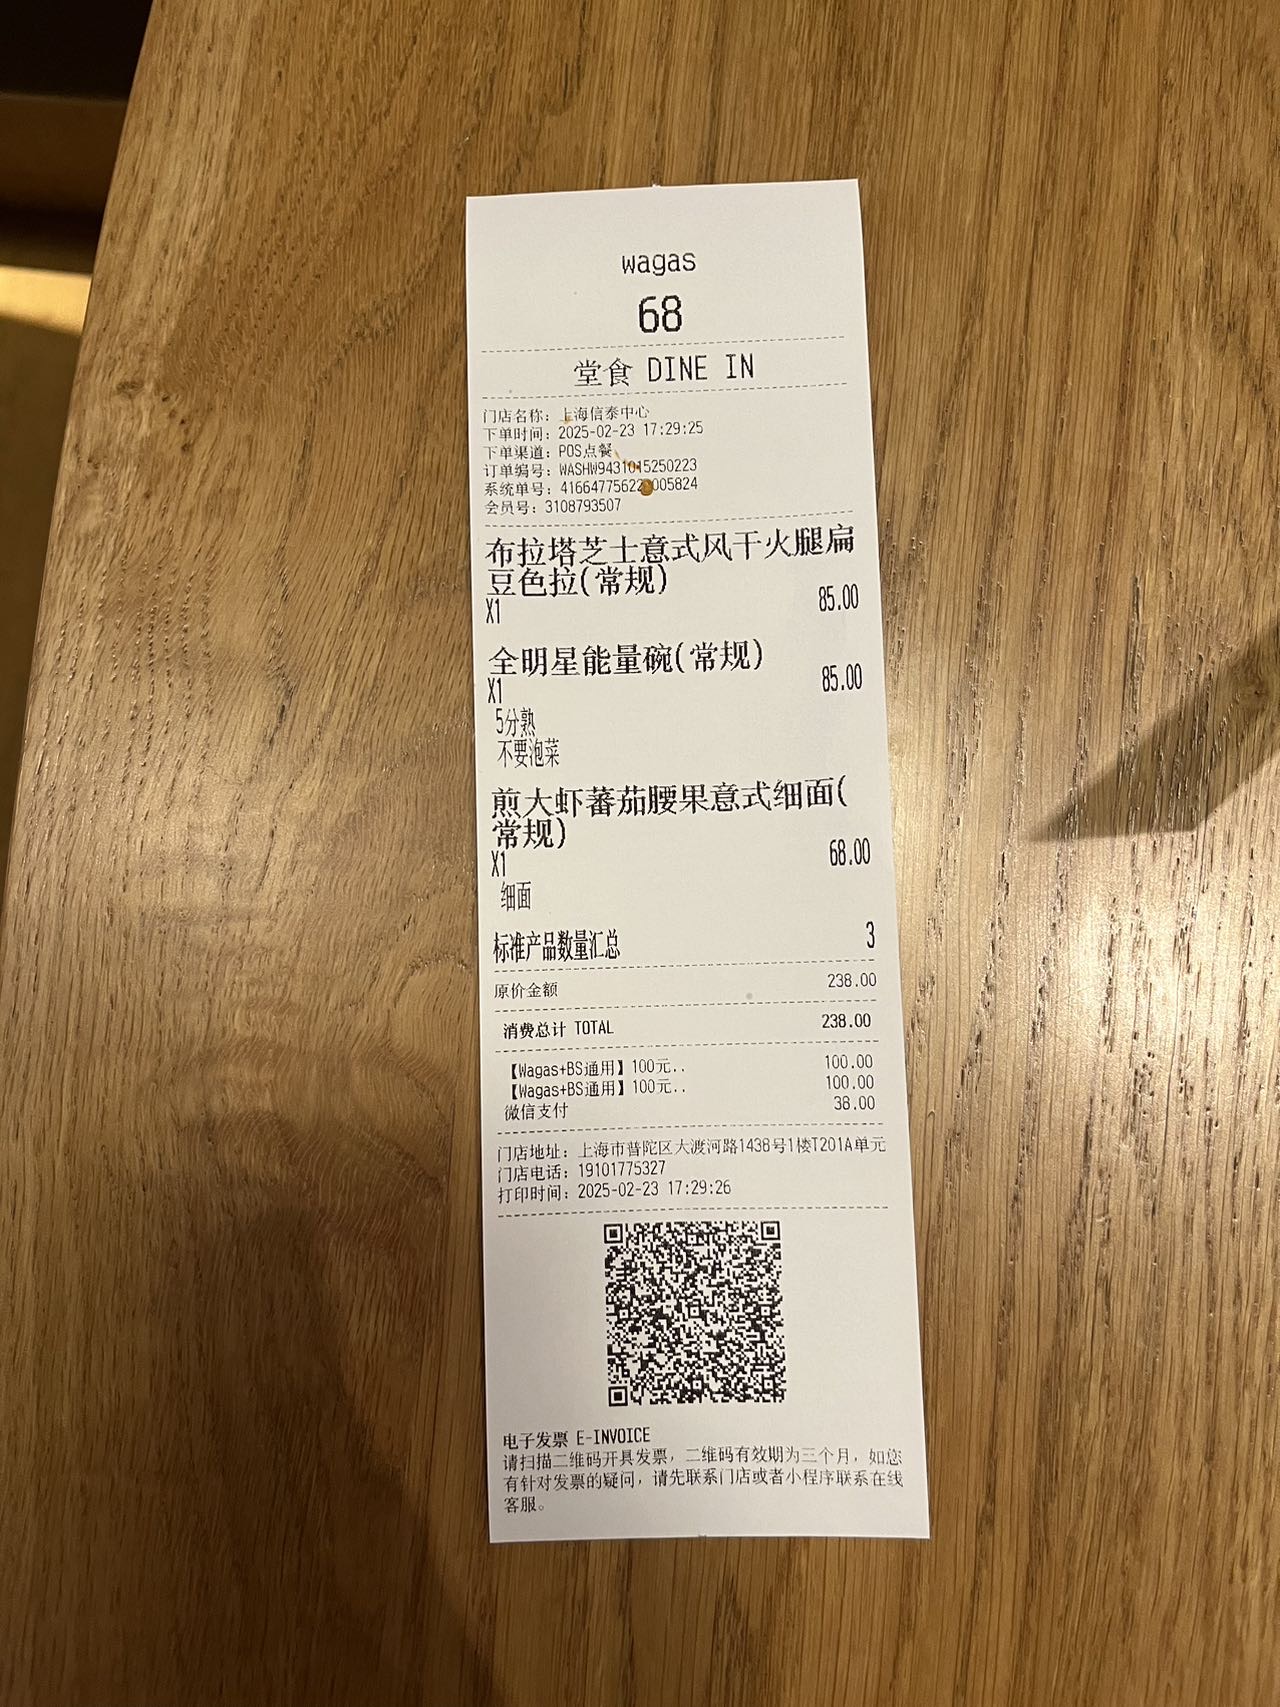 wagas
68
堂食 DINE IN
门店名称: 上海信泰中心
下单时间: 2025-02-23 17:29:25
下单渠道: POS点餐
订单编号: WASHW9431015250223
系统单号:
会员号: 3108793507
布拉塔芝士意式风干火腿扁
豆色拉(常规)
X1 85.00
全明星能量碗(常规)
X1 85.00
5分熟
不要泡菜
煎大虾蕃茄腰果意式细面(
常规)
X1 68.00
细面
标准产品数量汇总 3
原价金额 238.00
消费总计 TOTAL 238.00
【Wagas+BS通用】100元.. 100.00
【Wagas+BS通用】100元.. 100.00
微信支付 38.00
门店地址: 上海市普陀区大渡河路1438号1楼T201A单元
门店电话: 19101775327
打印时间: 2025-02-23 17:29:26
电子发票 E-INVOICE
请扫描二维码开具发票, 二维码有效期为三个月, 如您
有针对发票的疑问, 请先联系门店或者小程序联系在线
客服。